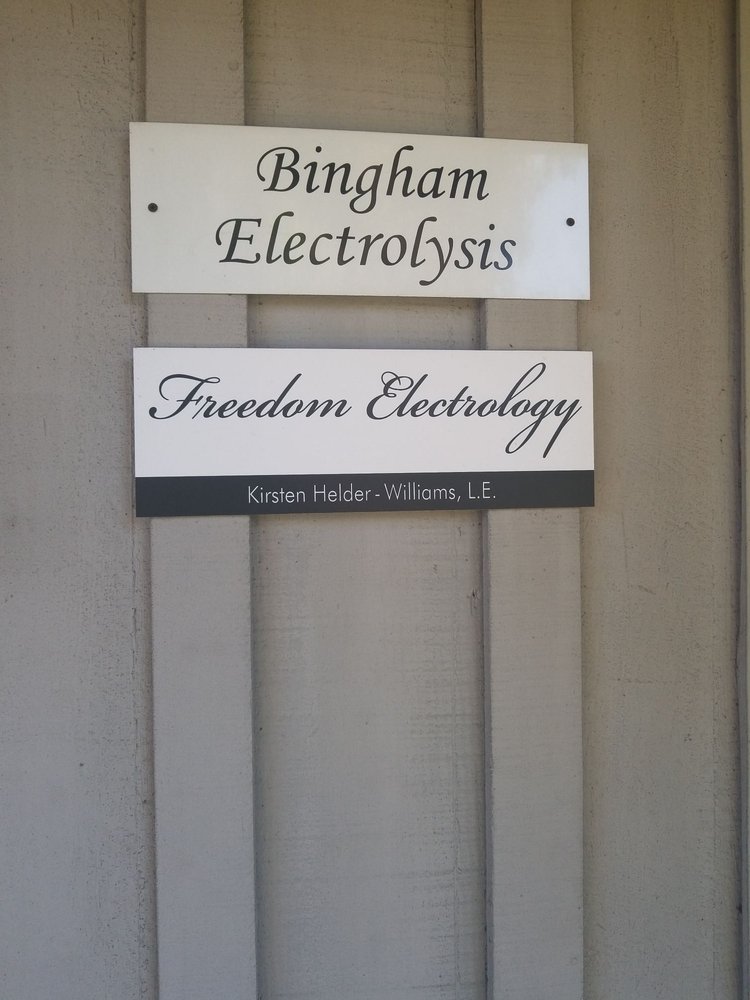 Bingham
Electrolysis
Freedom Electrology
Kirsten Helder - Williams, L.E.